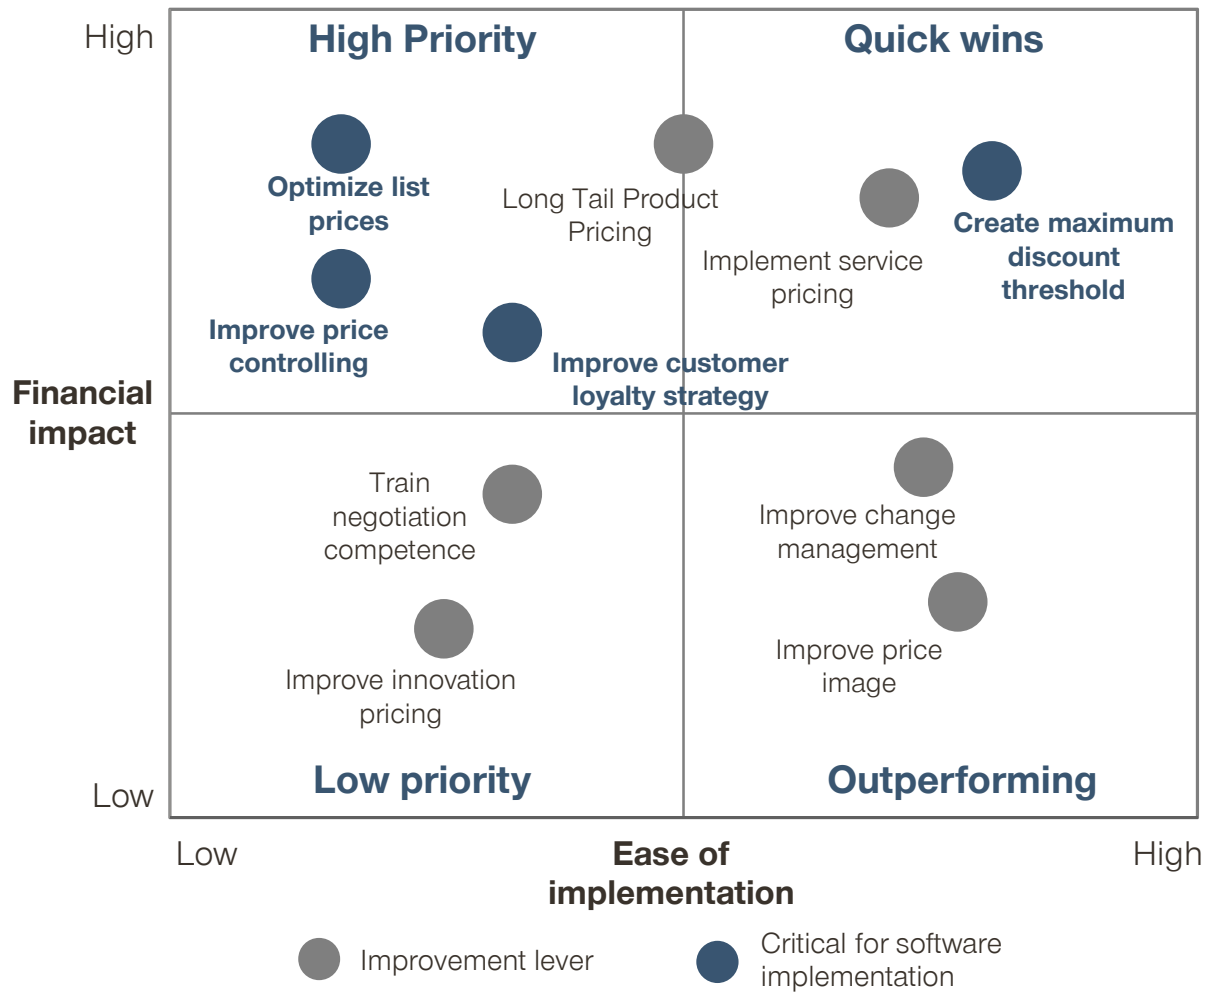 High
High Priority
Quick wins
Optimize list
prices
Long Tail Product
Pricing
Implement service
pricing
Create maximum
discount
threshold
Improve price
controlling
Improve customer
loyalty strategy
Financial
impact
Train
negotiation
competence
Improve change
management
Improve innovation
pricing
Improve price
image
Low priority
Outperforming
Low
Low
Ease of
implementation
High
Improvement lever
Critical for software
implementation